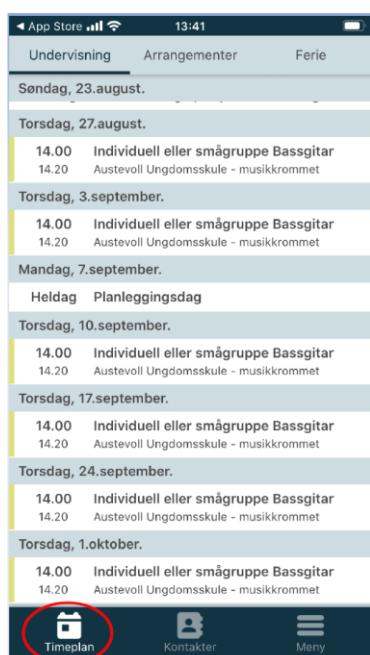 ◀ App Store 13:41
Undervisning Arrangementer Ferie
Søndag, 23.august.
Torsdag, 27.august.
14.00 Individuell eller smågruppe Bassgitar
14.20 Austevoll Ungdomsskule - musikkrommet
Torsdag, 3.september.
14.00 Individuell eller smågruppe Bassgitar
14.20 Austevoll Ungdomsskule - musikkrommet
Mandag, 7.september.
Heldag Planleggingsdag
Torsdag, 10.september.
14.00 Individuell eller smågruppe Bassgitar
14.20 Austevoll Ungdomsskule - musikkrommet
Torsdag, 17.september.
14.00 Individuell eller smågruppe Bassgitar
14.20 Austevoll Ungdomsskule - musikkrommet
Torsdag, 24.september.
14.00 Individuell eller smågruppe Bassgitar
14.20 Austevoll Ungdomsskule - musikkrommet
Torsdag, 1.oktober.
14.00 Individuell eller smågruppe Bassgitar
14.20 Austevoll Ungdomsskule - musikkrommet
Timeplan Kontakter Meny